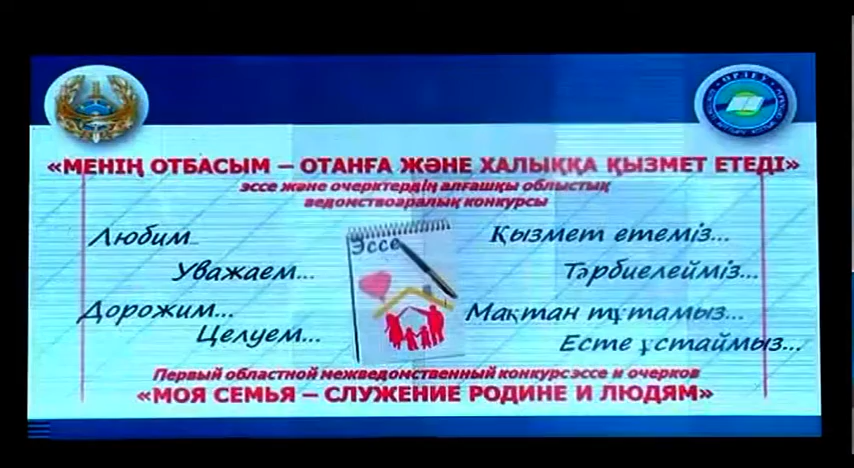 ӨРЛЕУ
«МЕНІҢ ОТБАСЫМ – ОТАНҒА ЖӘНЕ ХАЛЫҚҚА ҚЫЗМЕТ ЕТЕДІ»
эссе және очерктердің алғашқы облыстық
ведомствоаралық конкурсы
Любим...
Уважаем...
Дорожим...
Целуем...
Эссе
Қызмет етеміз...
Тәрбиелейміз...
Мақтан тұтамыз...
Есте ұстаймыз...
Первый областной межведомственный конкурс эссе и очерков
«МОЯ СЕМЬЯ – СЛУЖЕНИЕ РОДИНЕ И ЛЮДЯМ»